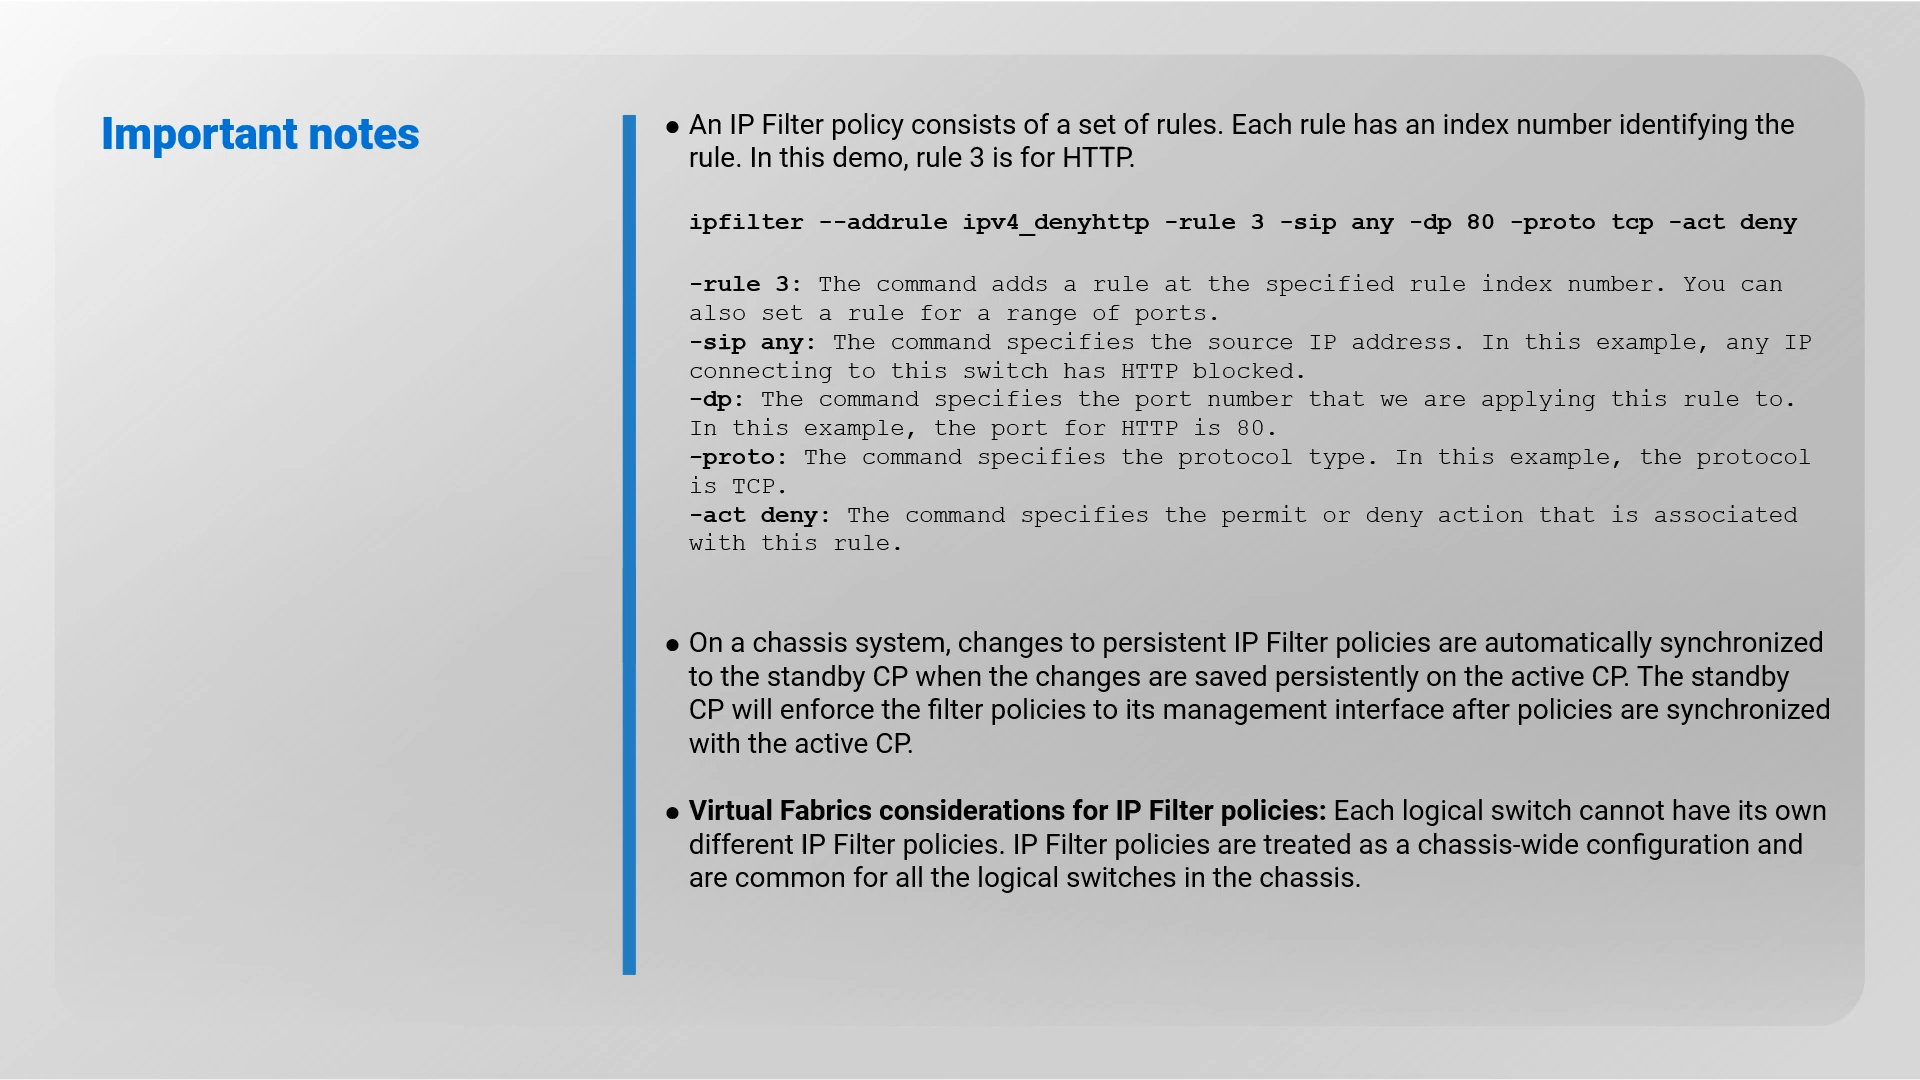 Important notes
● An IP Filter policy consists of a set of rules. Each rule has an index number identifying the
rule. In this demo, rule 3 is for HTTP.
ipfilter --addrule ipv4_denyhttp -rule 3 -sip any -dp 80 -proto tcp -act deny
-rule 3: The command adds a rule at the specified rule index number. You can
also set a rule for a range of ports.
-sip any: The command specifies the source IP address. In this example, any IP
connecting to this switch has HTTP blocked.
-dp: The command specifies the port number that we are applying this rule to.
In this example, the port for HTTP is 80.
-proto: The command specifies the protocol type. In this example, the protocol
is TCP.
-act deny: The command specifies the permit or deny action that is associated
with this rule.
● On a chassis system, changes to persistent IP Filter policies are automatically synchronized
to the standby CP when the changes are saved persistently on the active CP. The standby
CP will enforce the filter policies to its management interface after policies are synchronized
with the active CP.
● Virtual Fabrics considerations for IP Filter policies: Each logical switch cannot have its own
different IP Filter policies. IP Filter policies are treated as a chassis-wide configuration and
are common for all the logical switches in the chassis.